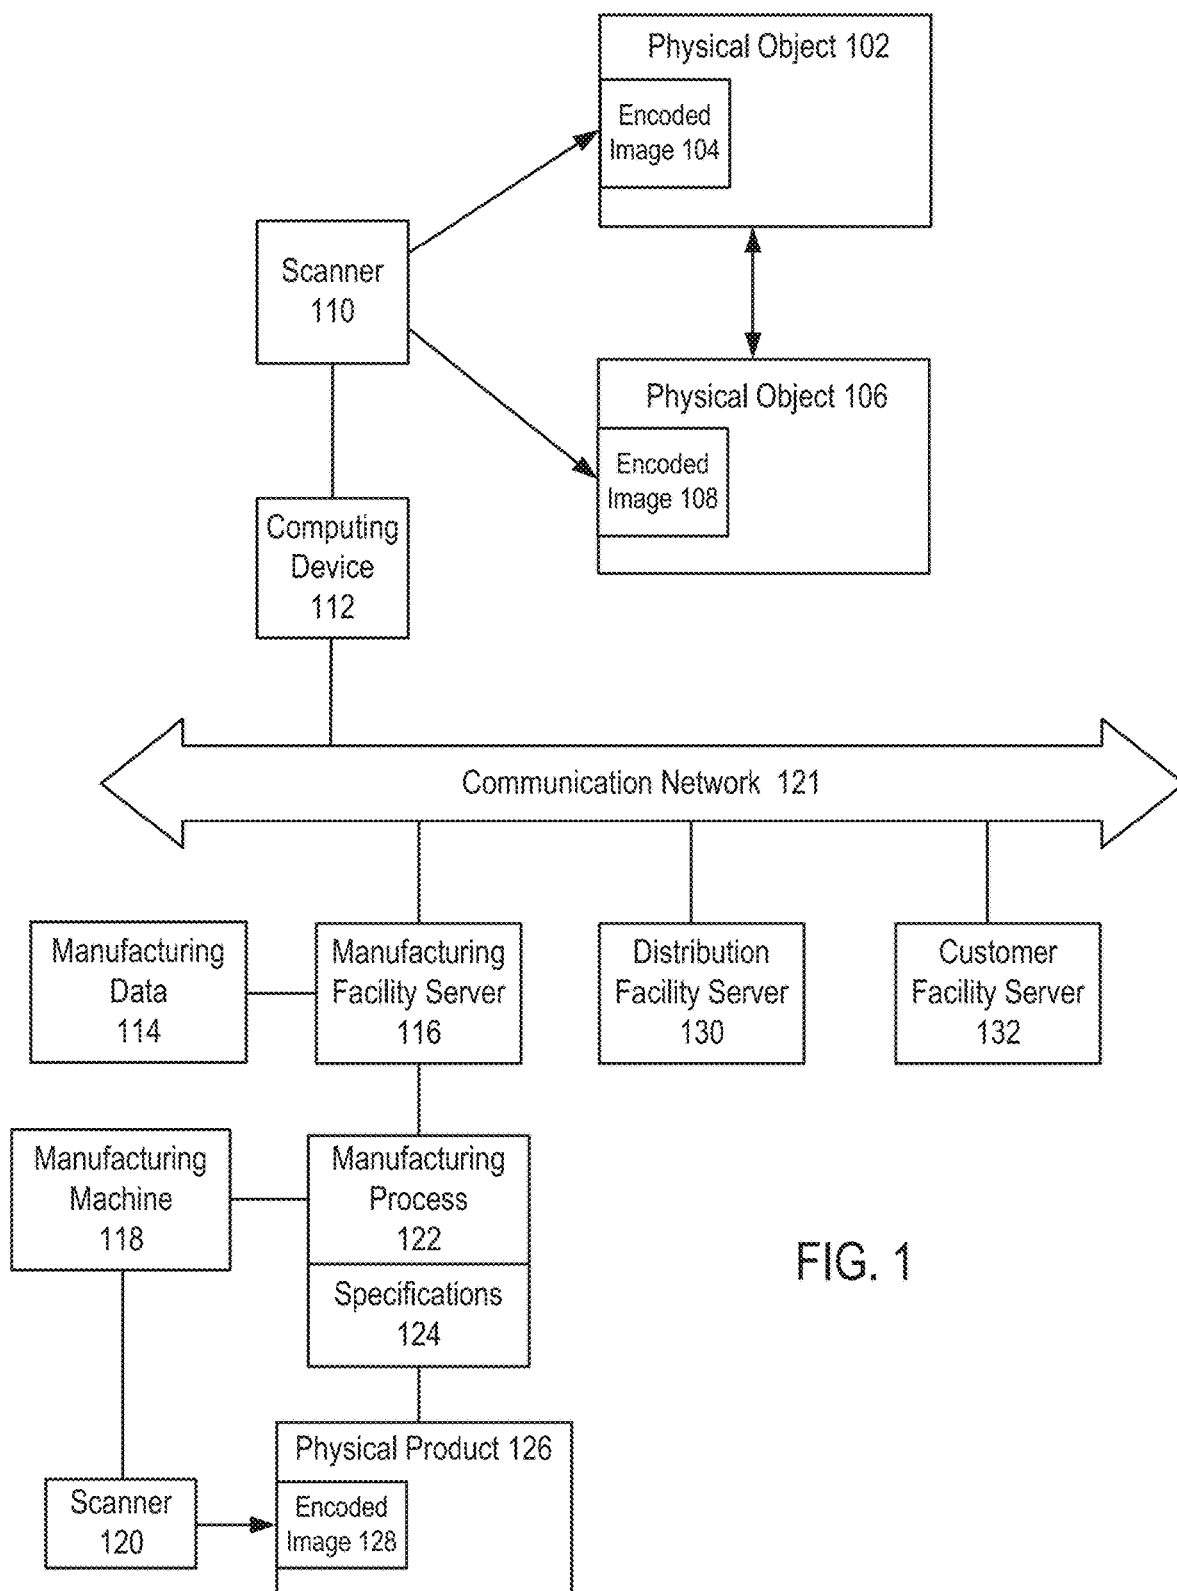 Physical Object 102
Encoded
Image 104
Scanner
110
Physical Object 106
Encoded
Image 108
Computing
Device
112
Communication Network 121
Manufacturing
Data
114
Manufacturing
Facility Server
116
Distribution
Facility Server
130
Customer
Facility Server
132
Manufacturing
Machine
118
Manufacturing
Process
122
Specifications
124
FIG. 1
Physical Product 126
Scanner
120
Encoded
Image 128